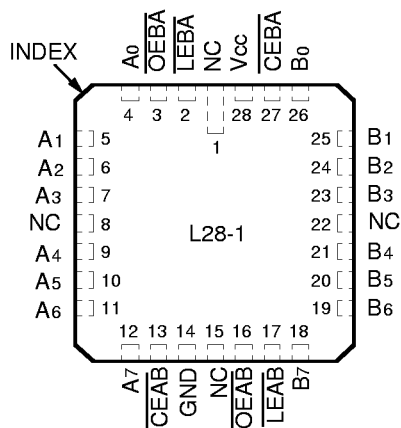 INDEX
A0 OEBA LEBA NC Vcc CEBA B0
4 3 2 1 28 27 26
A1 5 25 B1
A2 6 24 B2
A3 7 23 B3
NC 8 22 NC
L28-1
A4 9 21 B4
A5 10 20 B5
A6 11 19 B6
12 13 14 15 16 17 18
A7 CEAB GND NC OEAB LEAB B7